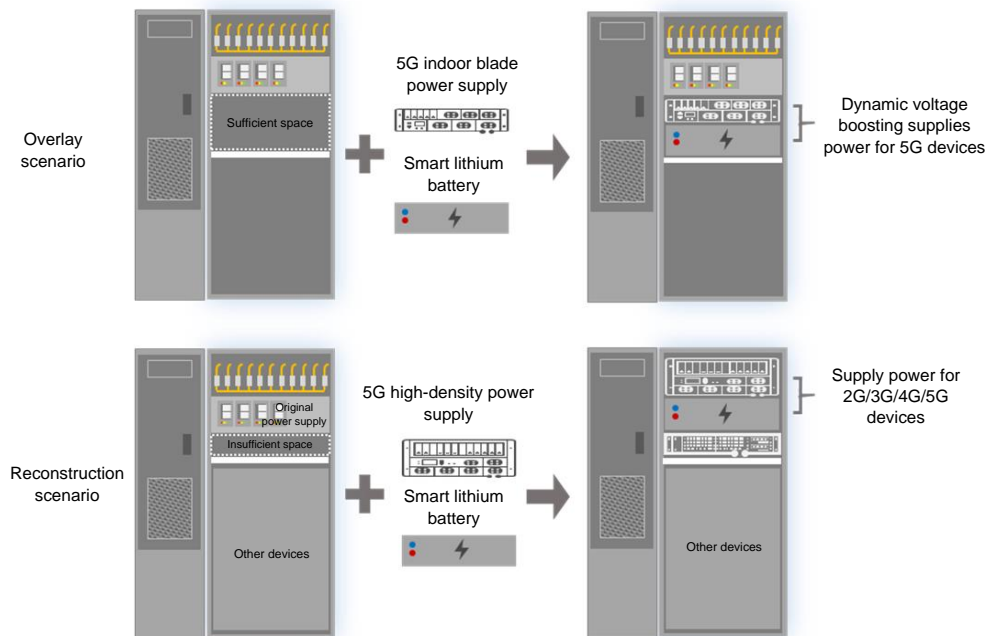 Overlay
scenario
Sufficient space
5G indoor blade
power supply
Smart lithium
battery
Dynamic voltage
boosting supplies
power for 5G devices
Reconstruction
scenario
Original
power supply
Insufficient space
Other devices
5G high-density power
supply
Smart lithium
battery
Other devices
Supply power for
2G/3G/4G/5G
devices